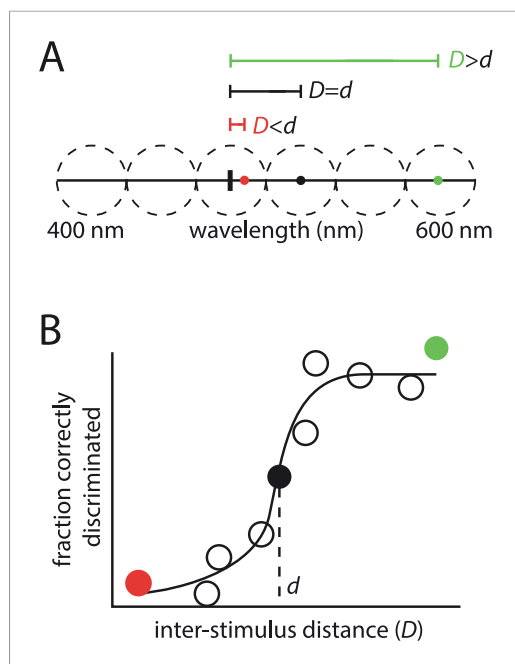 A
D>d
D=d
D<d
400 nm wavelength (nm) 600 nm
B
fraction correctly
discriminated
d
inter-stimulus distance (D)